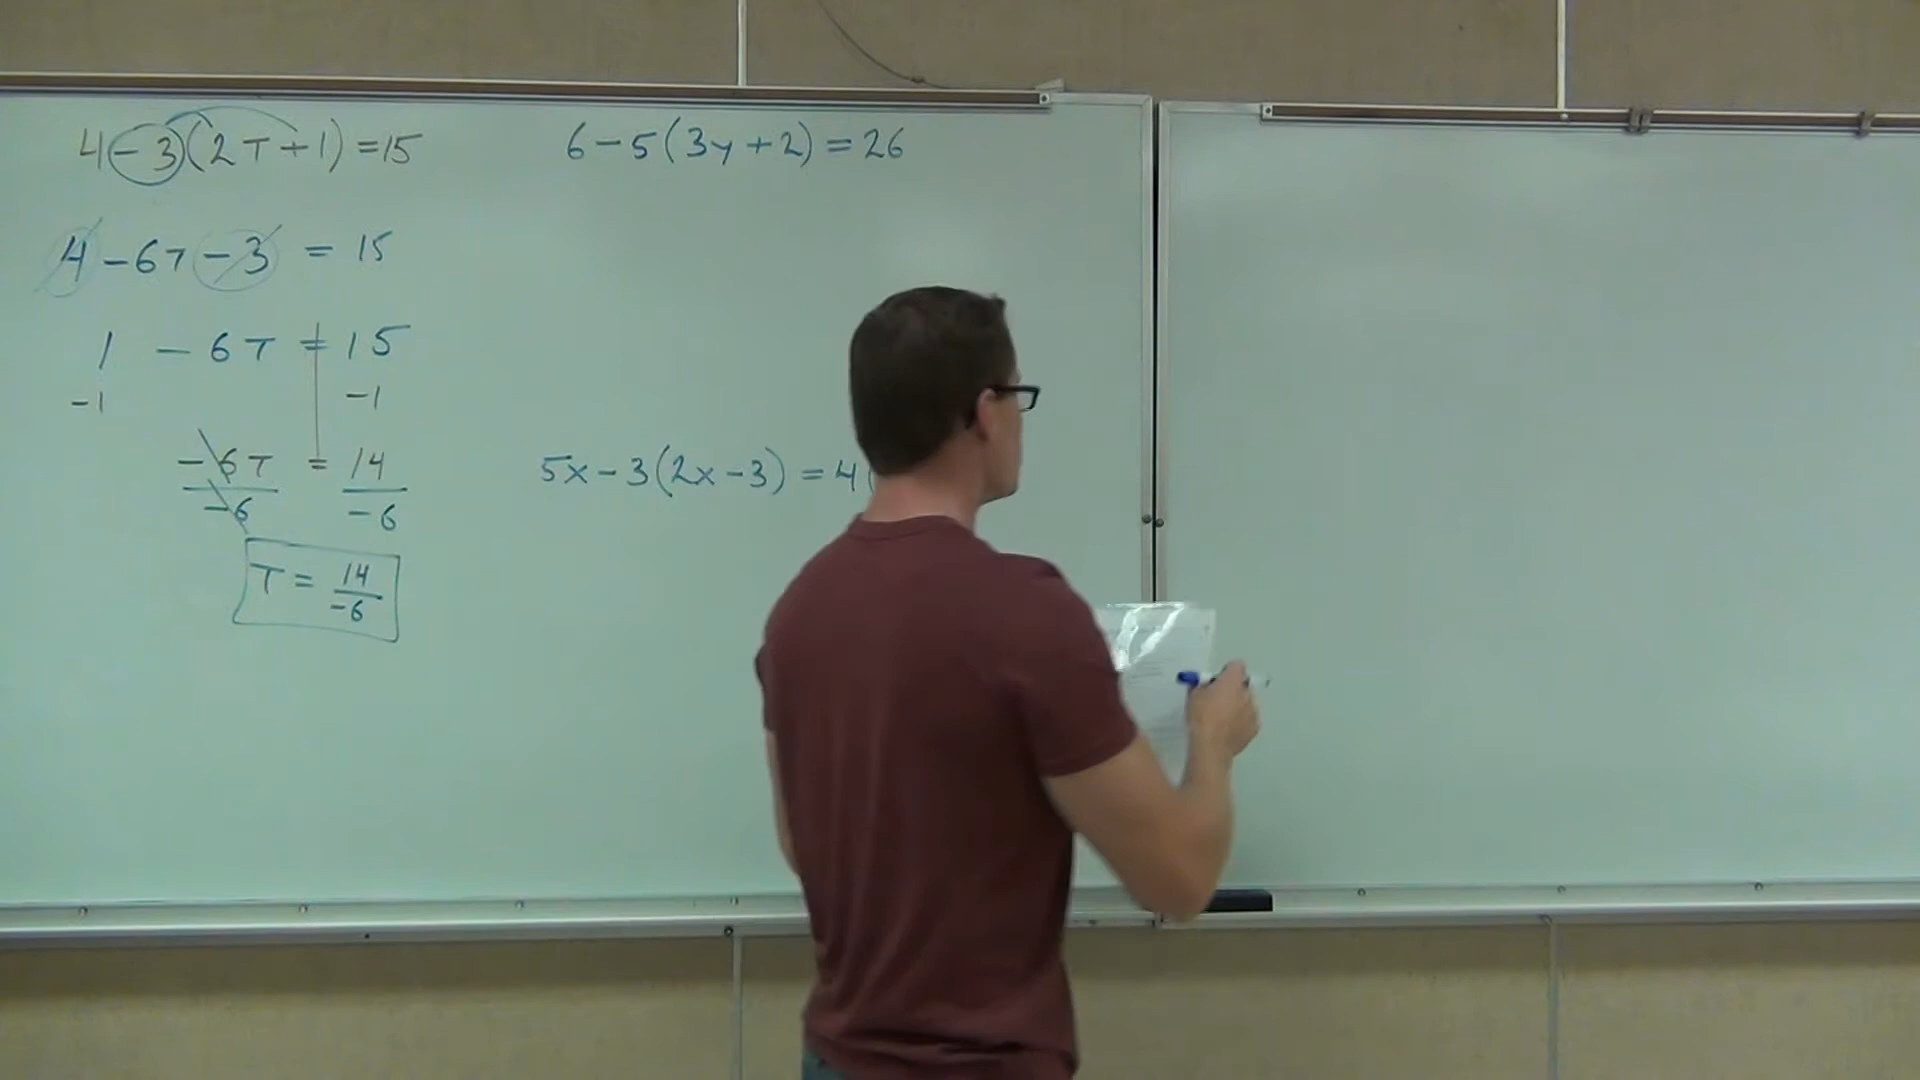 4-3(2T+1)=15
4-6T-3 = 15
1 - 6T = 15
-1 -1
-6T = 14
-6 -6
T = 14/-6
6-5(3y+2)=26
5x-3(2x-3)=4(